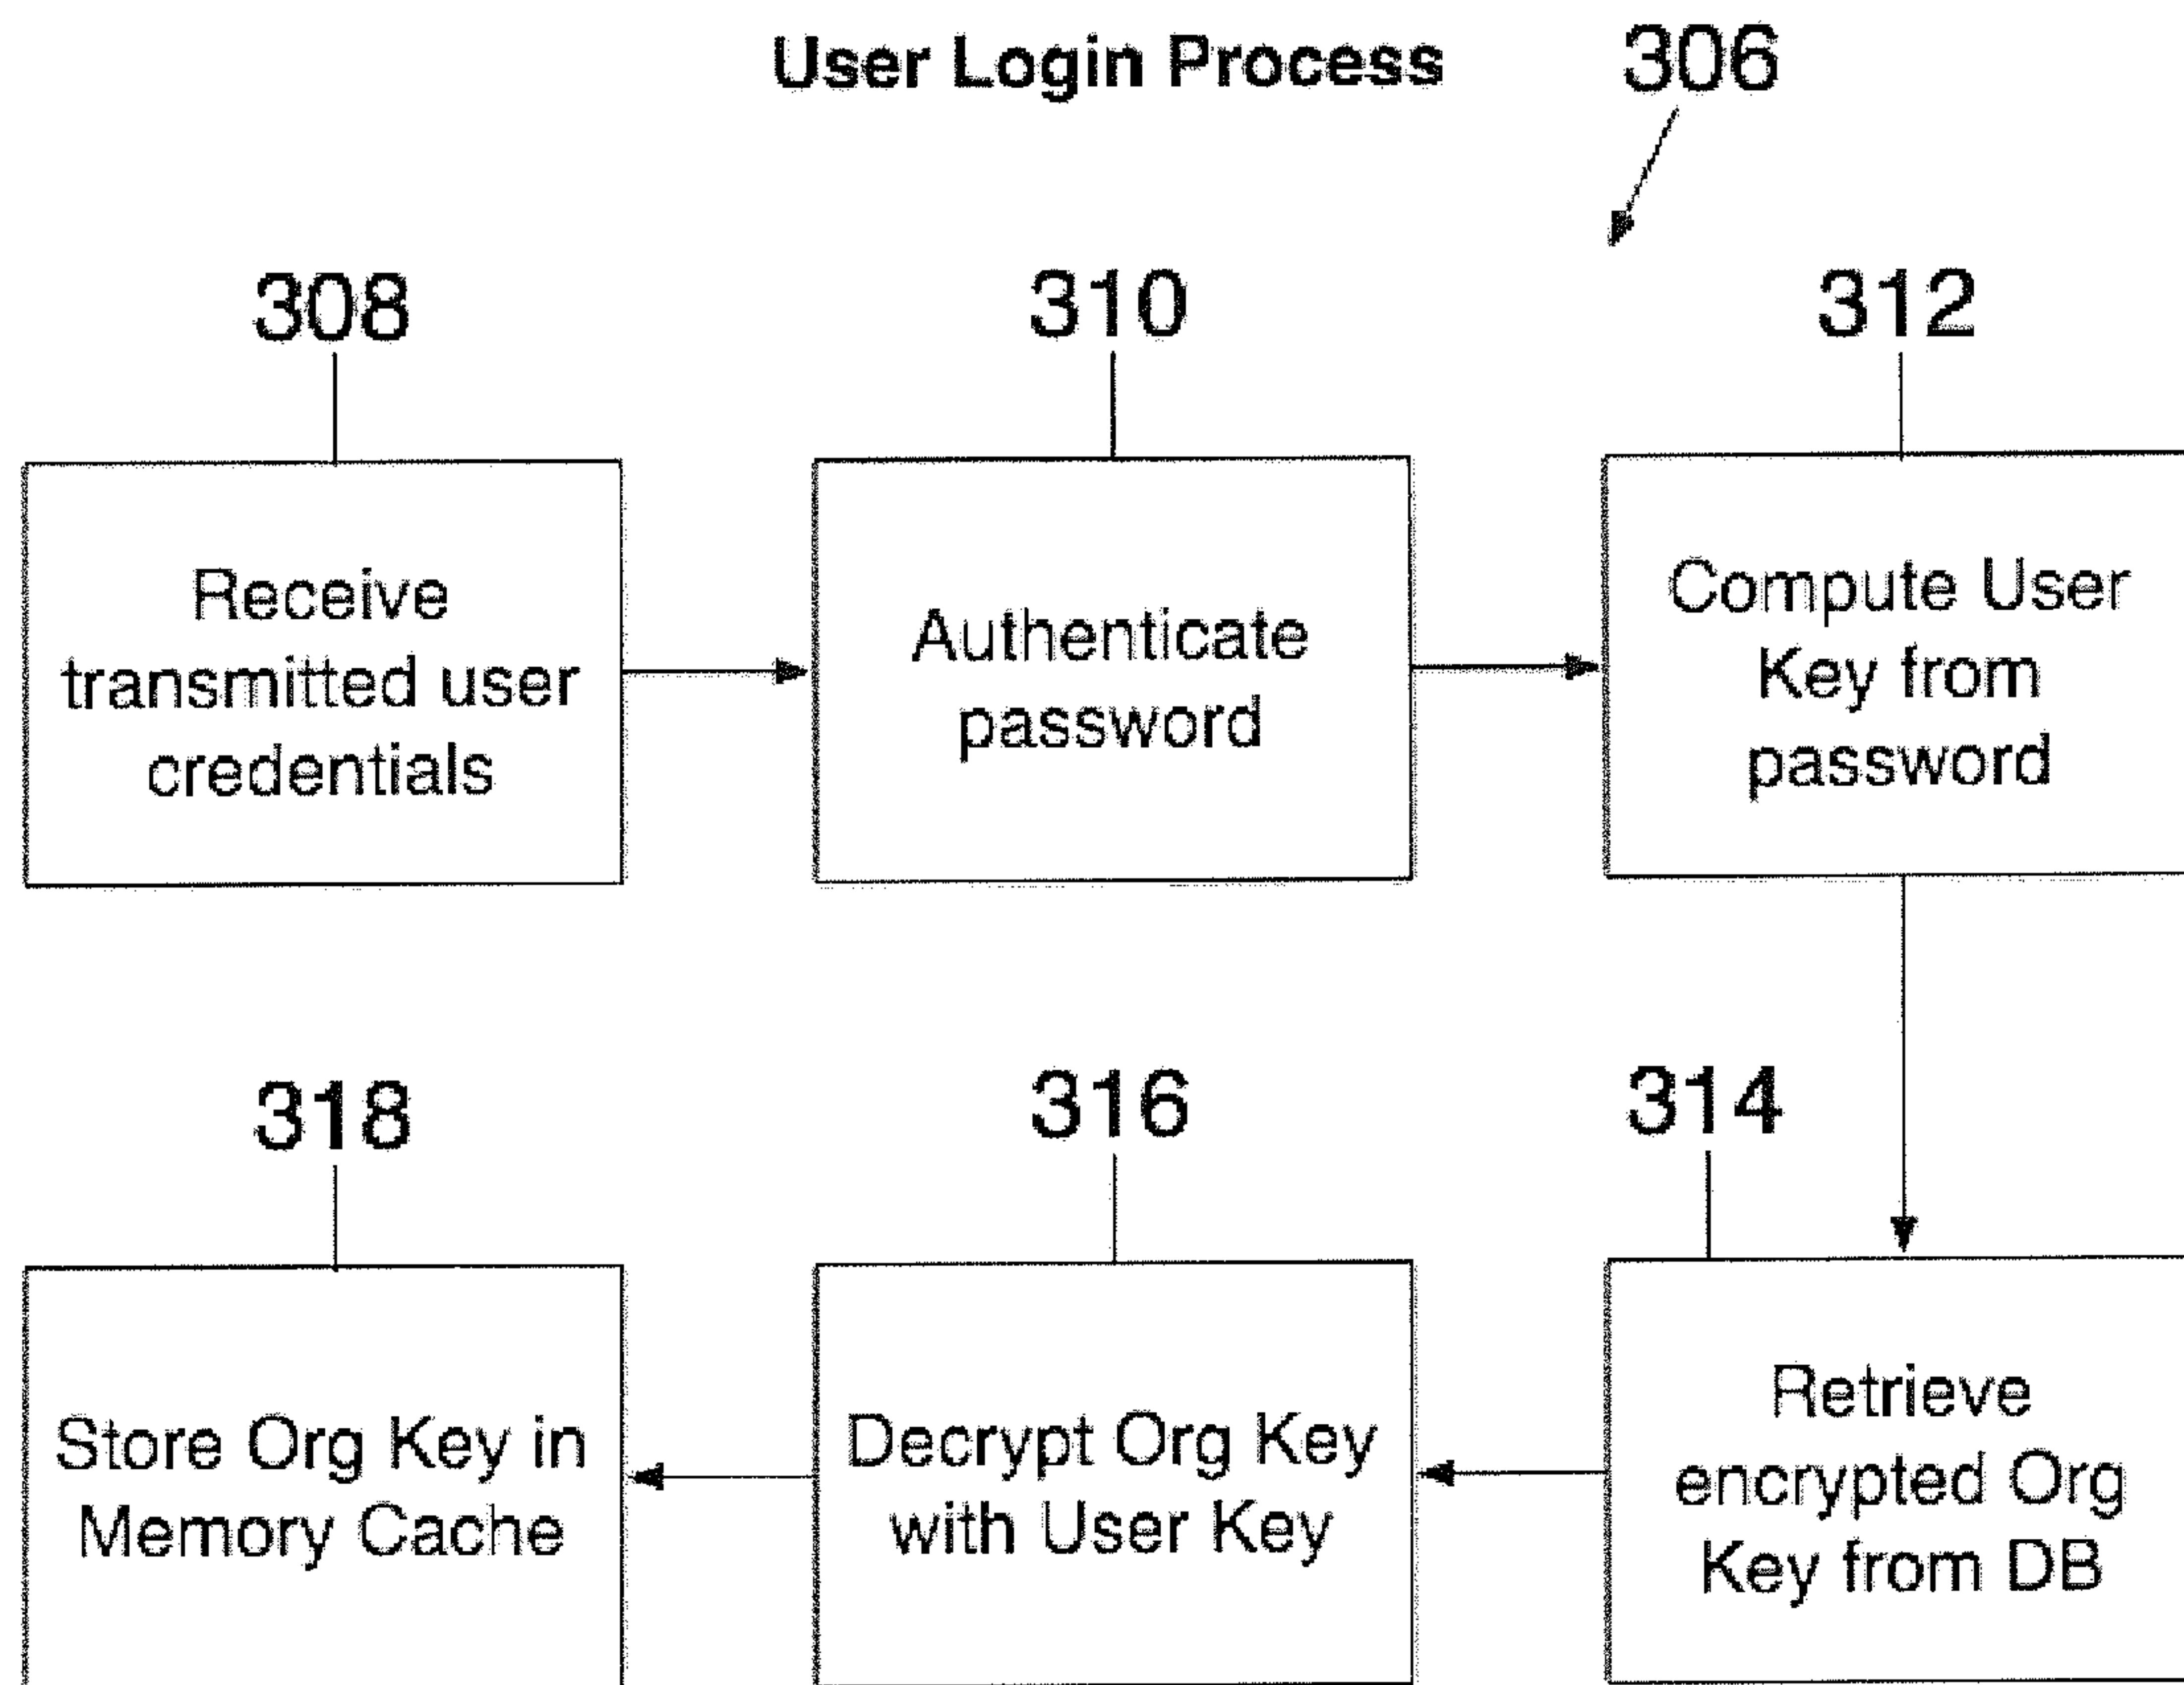 User Login Process
306
308
310
312
Receive
transmitted user
credentials
Authenticate
password
Compute User
Key from
password
318
316
314
Store Org Key in
Memory Cache
Decrypt Org Key
with User Key
Retrieve
encrypted Org
Key from DB